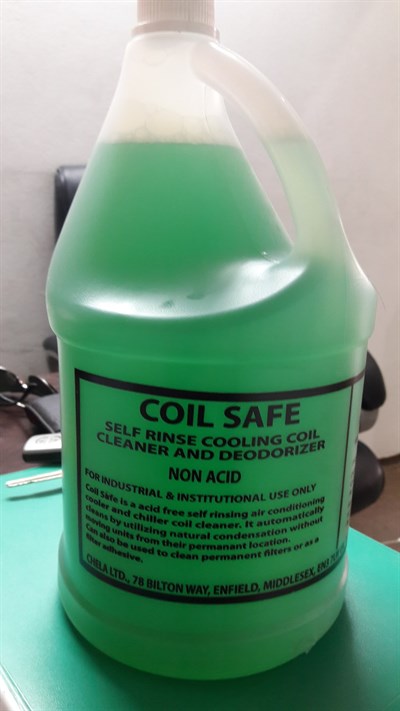 COIL SAFE
SELF RINSE COOLING COIL
CLEANER AND DEODORIZER
NON ACID
FOR INDUSTRIAL & INSTITUTIONAL USE ONLY
Coil Safe is a acid free self rinsing air conditioning
cooler and chiller coil cleaner. It automatically
cleans by utilizing natural condensation without
moving units from their permanant location.
Can also be used to clean permanent filters or as a
filter adhesive.
CHELA LTD., 78 BILTON WAY, ENFIELD, MIDDLESEX, EN3